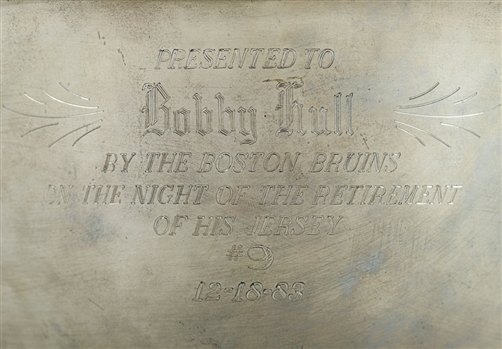 PRESENTED TO
Bobby Hull
BY THE BOSTON BRUINS
ON THE NIGHT OF THE RETIREMENT
OF HIS JERSEY
#9
12-18-83